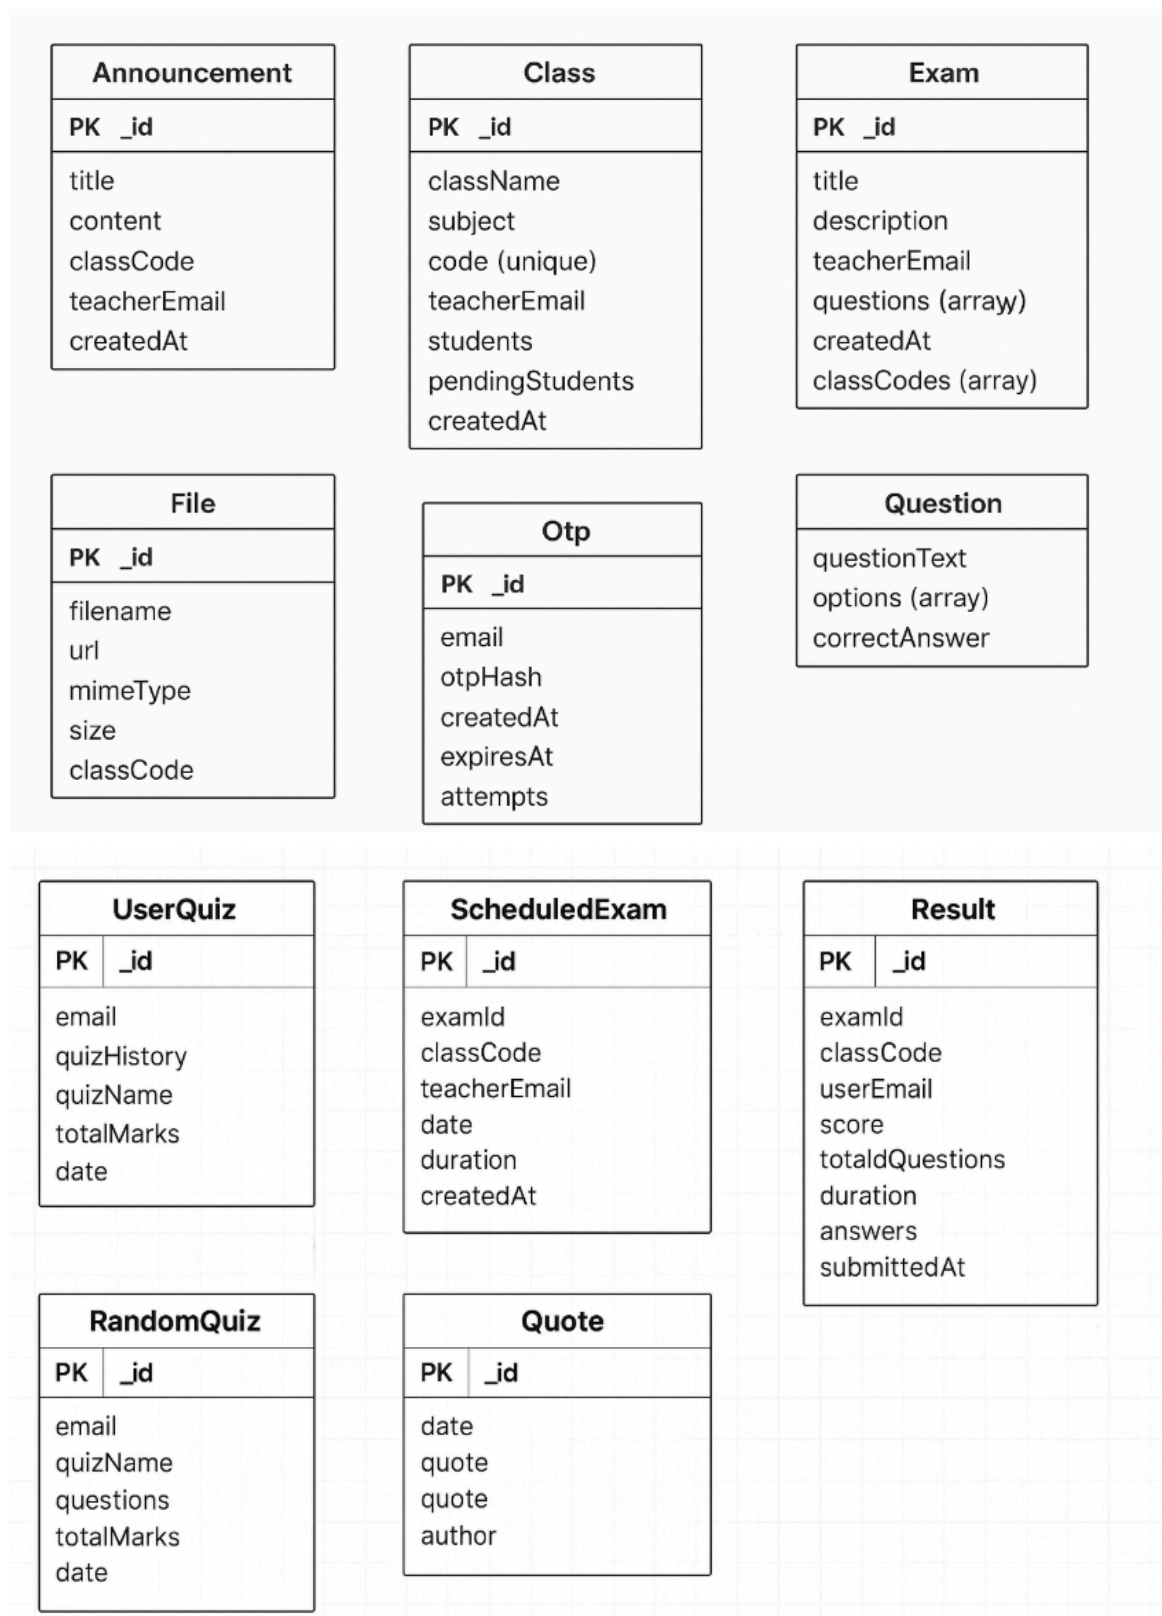 Announcement
PK _id
title
content
classCode
teacherEmail
createdAt
Class
PK _id
className
subject
code (unique)
teacherEmail
students
pendingStudents
createdAt
Exam
PK _id
title
description
teacherEmail
questions (array)
createdAt
classCodes (array)
File
PK _id
filename
url
mimeType
size
classCode
Otp
PK _id
email
otpHash
createdAt
expiresAt
attempts
Question
questionText
options (array)
correctAnswer
UserQuiz
PK _id
email
quizHistory
quizName
totalMarks
date
ScheduledExam
PK _id
examId
classCode
teacherEmail
date
duration
createdAt
Result
PK _id
examId
classCode
userEmail
score
totaldQuestions
duration
answers
submittedAt
RandomQuiz
PK _id
email
quizName
questions
totalMarks
date
Quote
PK _id
date
quote
quote
author